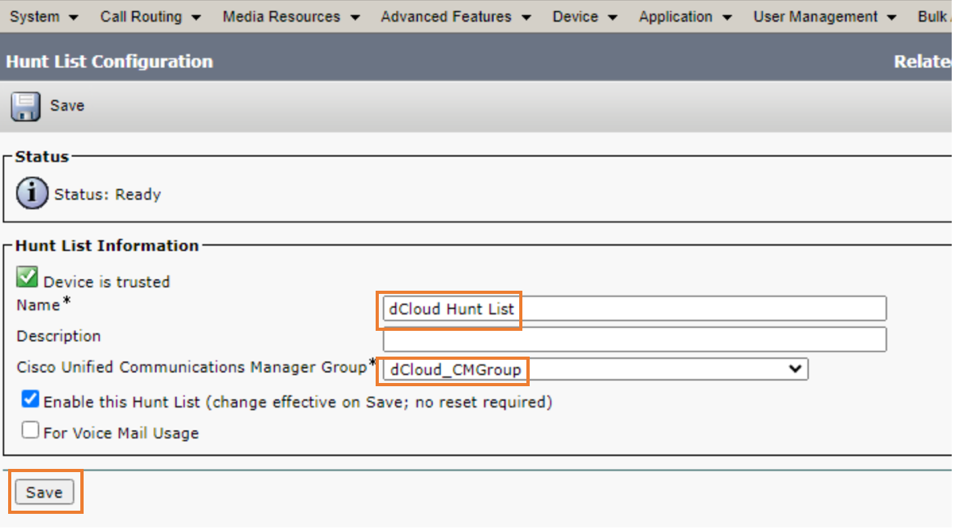 System Call Routing Media Resources Advanced Features Device Application User Management Bulk
Hunt List Configuration Relate
Save
Status
Status: Ready
Hunt List Information
Device is trusted
Name* dCloud Hunt List
Description
Cisco Unified Communications Manager Group* dCloud_CMGroup
Enable this Hunt List (change effective on Save; no reset required)
For Voice Mail Usage
Save